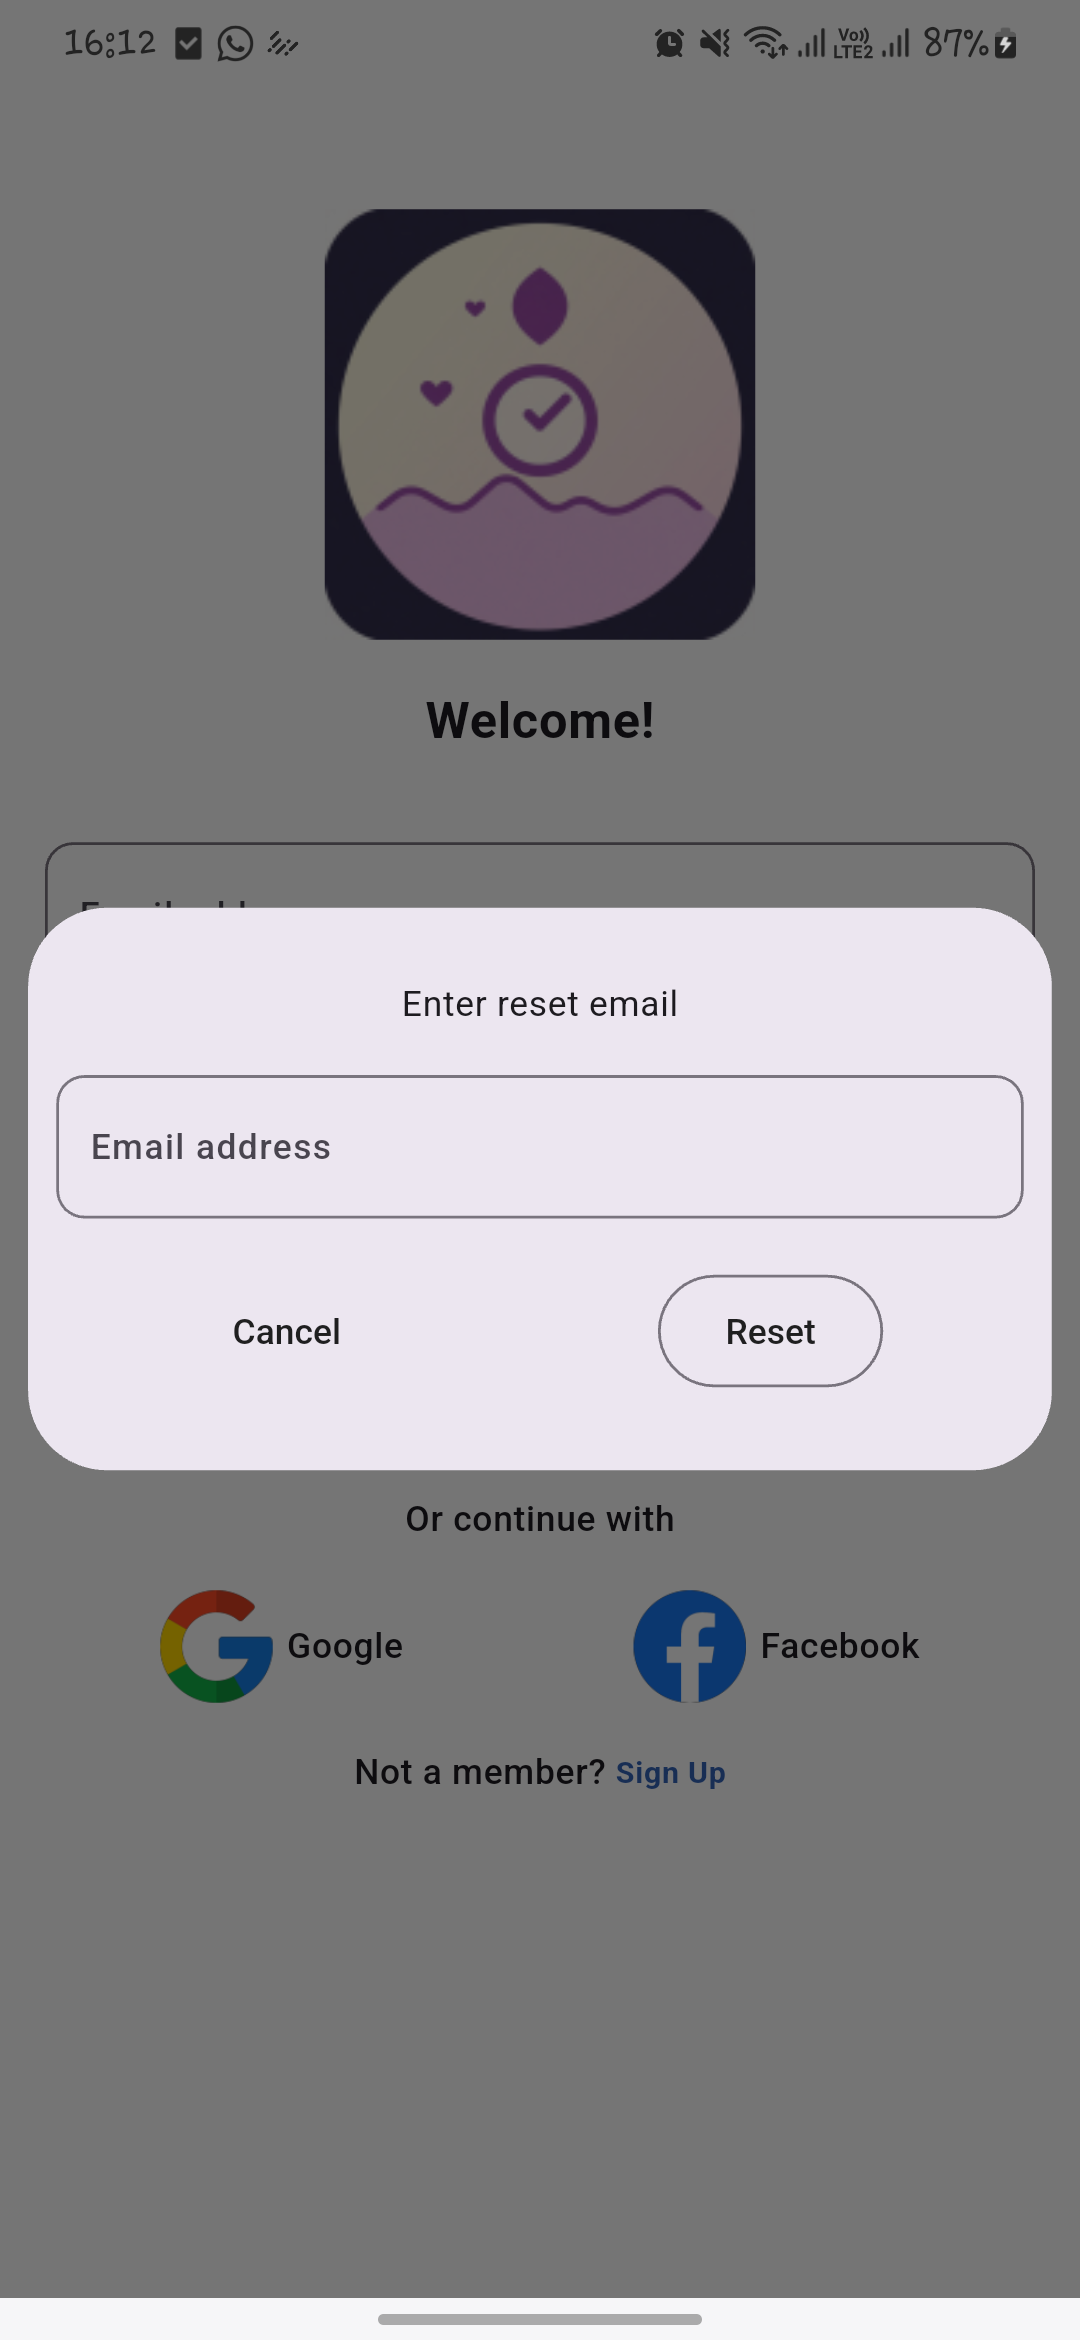 16:12 Vo)) LTE2 87%
Welcome!
Enter reset email
Email address
Cancel Reset
Or continue with
Google Facebook
Not a member? Sign Up